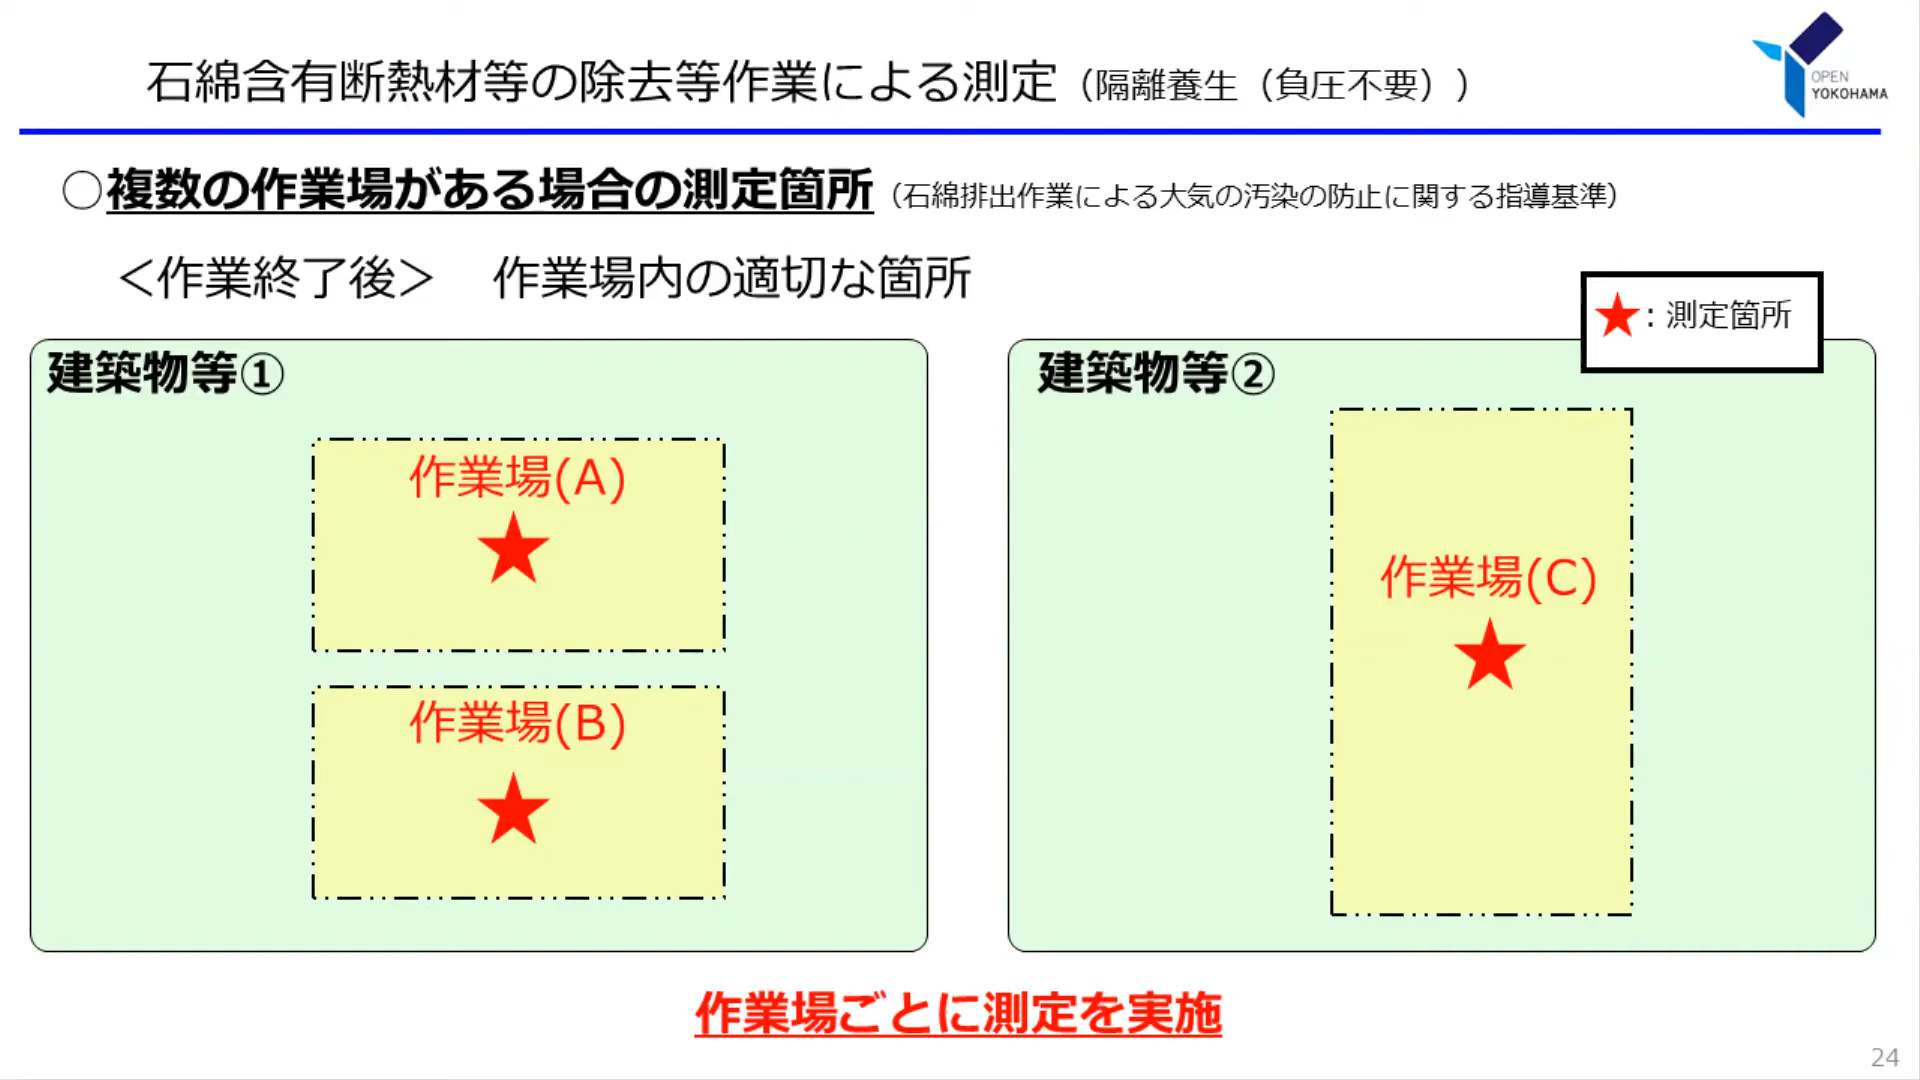 石綿含有断熱材等の除去等作業による測定（隔離養生（負圧不要））
OPEN
YOKOHAMA
○複数の作業場がある場合の測定箇所（石綿排出作業による大気の汚染の防止に関する指導基準）
＜作業終了後＞　作業場内の適切な箇所
★：測定箇所
建築物等①
作業場(A)
作業場(B)
建築物等②
作業場(C)
作業場ごとに測定を実施
24